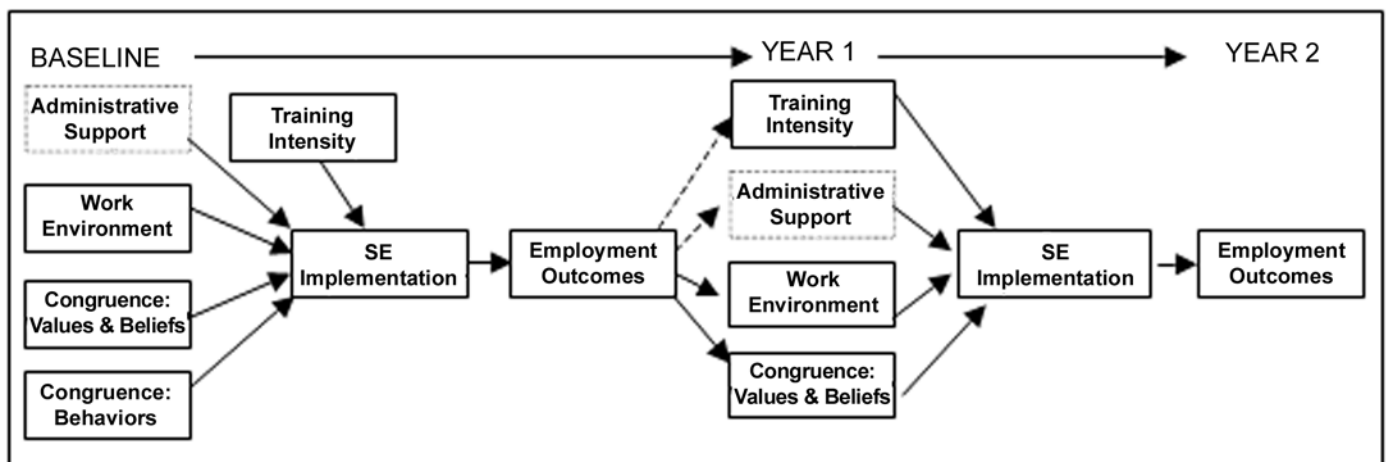 BASELINE
YEAR 1
YEAR 2
Administrative
Support
Training
Intensity
Work
Environment
Congruence:
Values & Beliefs
Congruence:
Behaviors
SE
Implementation
Employment
Outcomes
Training
Intensity
Administrative
Support
Work
Environment
Congruence:
Values & Beliefs
SE
Implementation
Employment
Outcomes